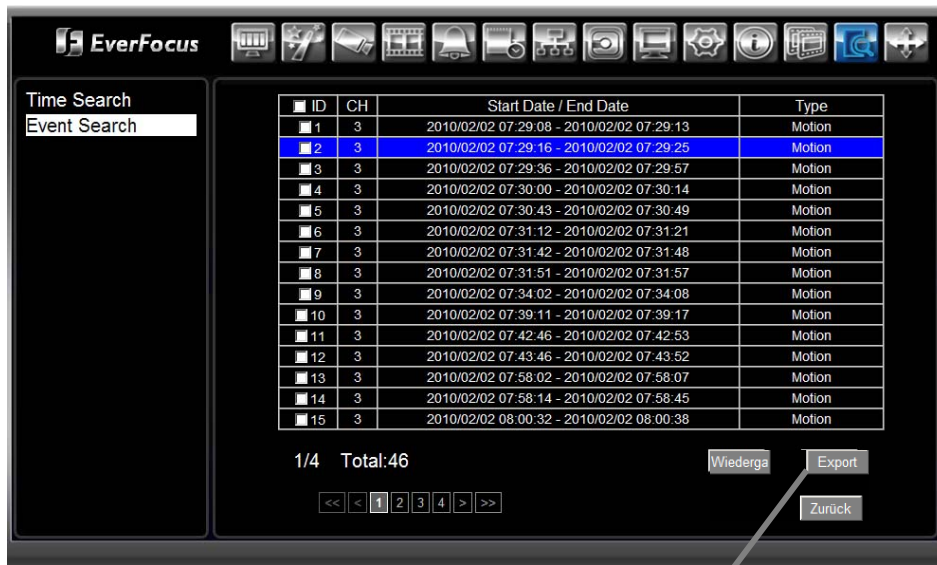 EverFocus
Time Search
Event Search
ID CH Start Date / End Date Type
1 3 2010/02/02 07:29:08 - 2010/02/02 07:29:13 Motion
2 3 2010/02/02 07:29:16 - 2010/02/02 07:29:25 Motion
3 3 2010/02/02 07:29:36 - 2010/02/02 07:29:57 Motion
4 3 2010/02/02 07:30:00 - 2010/02/02 07:30:14 Motion
5 3 2010/02/02 07:30:43 - 2010/02/02 07:30:49 Motion
6 3 2010/02/02 07:31:12 - 2010/02/02 07:31:21 Motion
7 3 2010/02/02 07:31:42 - 2010/02/02 07:31:48 Motion
8 3 2010/02/02 07:31:51 - 2010/02/02 07:31:57 Motion
9 3 2010/02/02 07:34:02 - 2010/02/02 07:34:08 Motion
10 3 2010/02/02 07:39:11 - 2010/02/02 07:39:17 Motion
11 3 2010/02/02 07:42:46 - 2010/02/02 07:42:53 Motion
12 3 2010/02/02 07:43:46 - 2010/02/02 07:43:52 Motion
13 3 2010/02/02 07:58:02 - 2010/02/02 07:58:07 Motion
14 3 2010/02/02 07:58:14 - 2010/02/02 07:58:45 Motion
15 3 2010/02/02 08:00:32 - 2010/02/02 08:00:38 Motion
1/4 Total:46 Wiederga Export
<< < 1 2 3 4 > >> Zurück